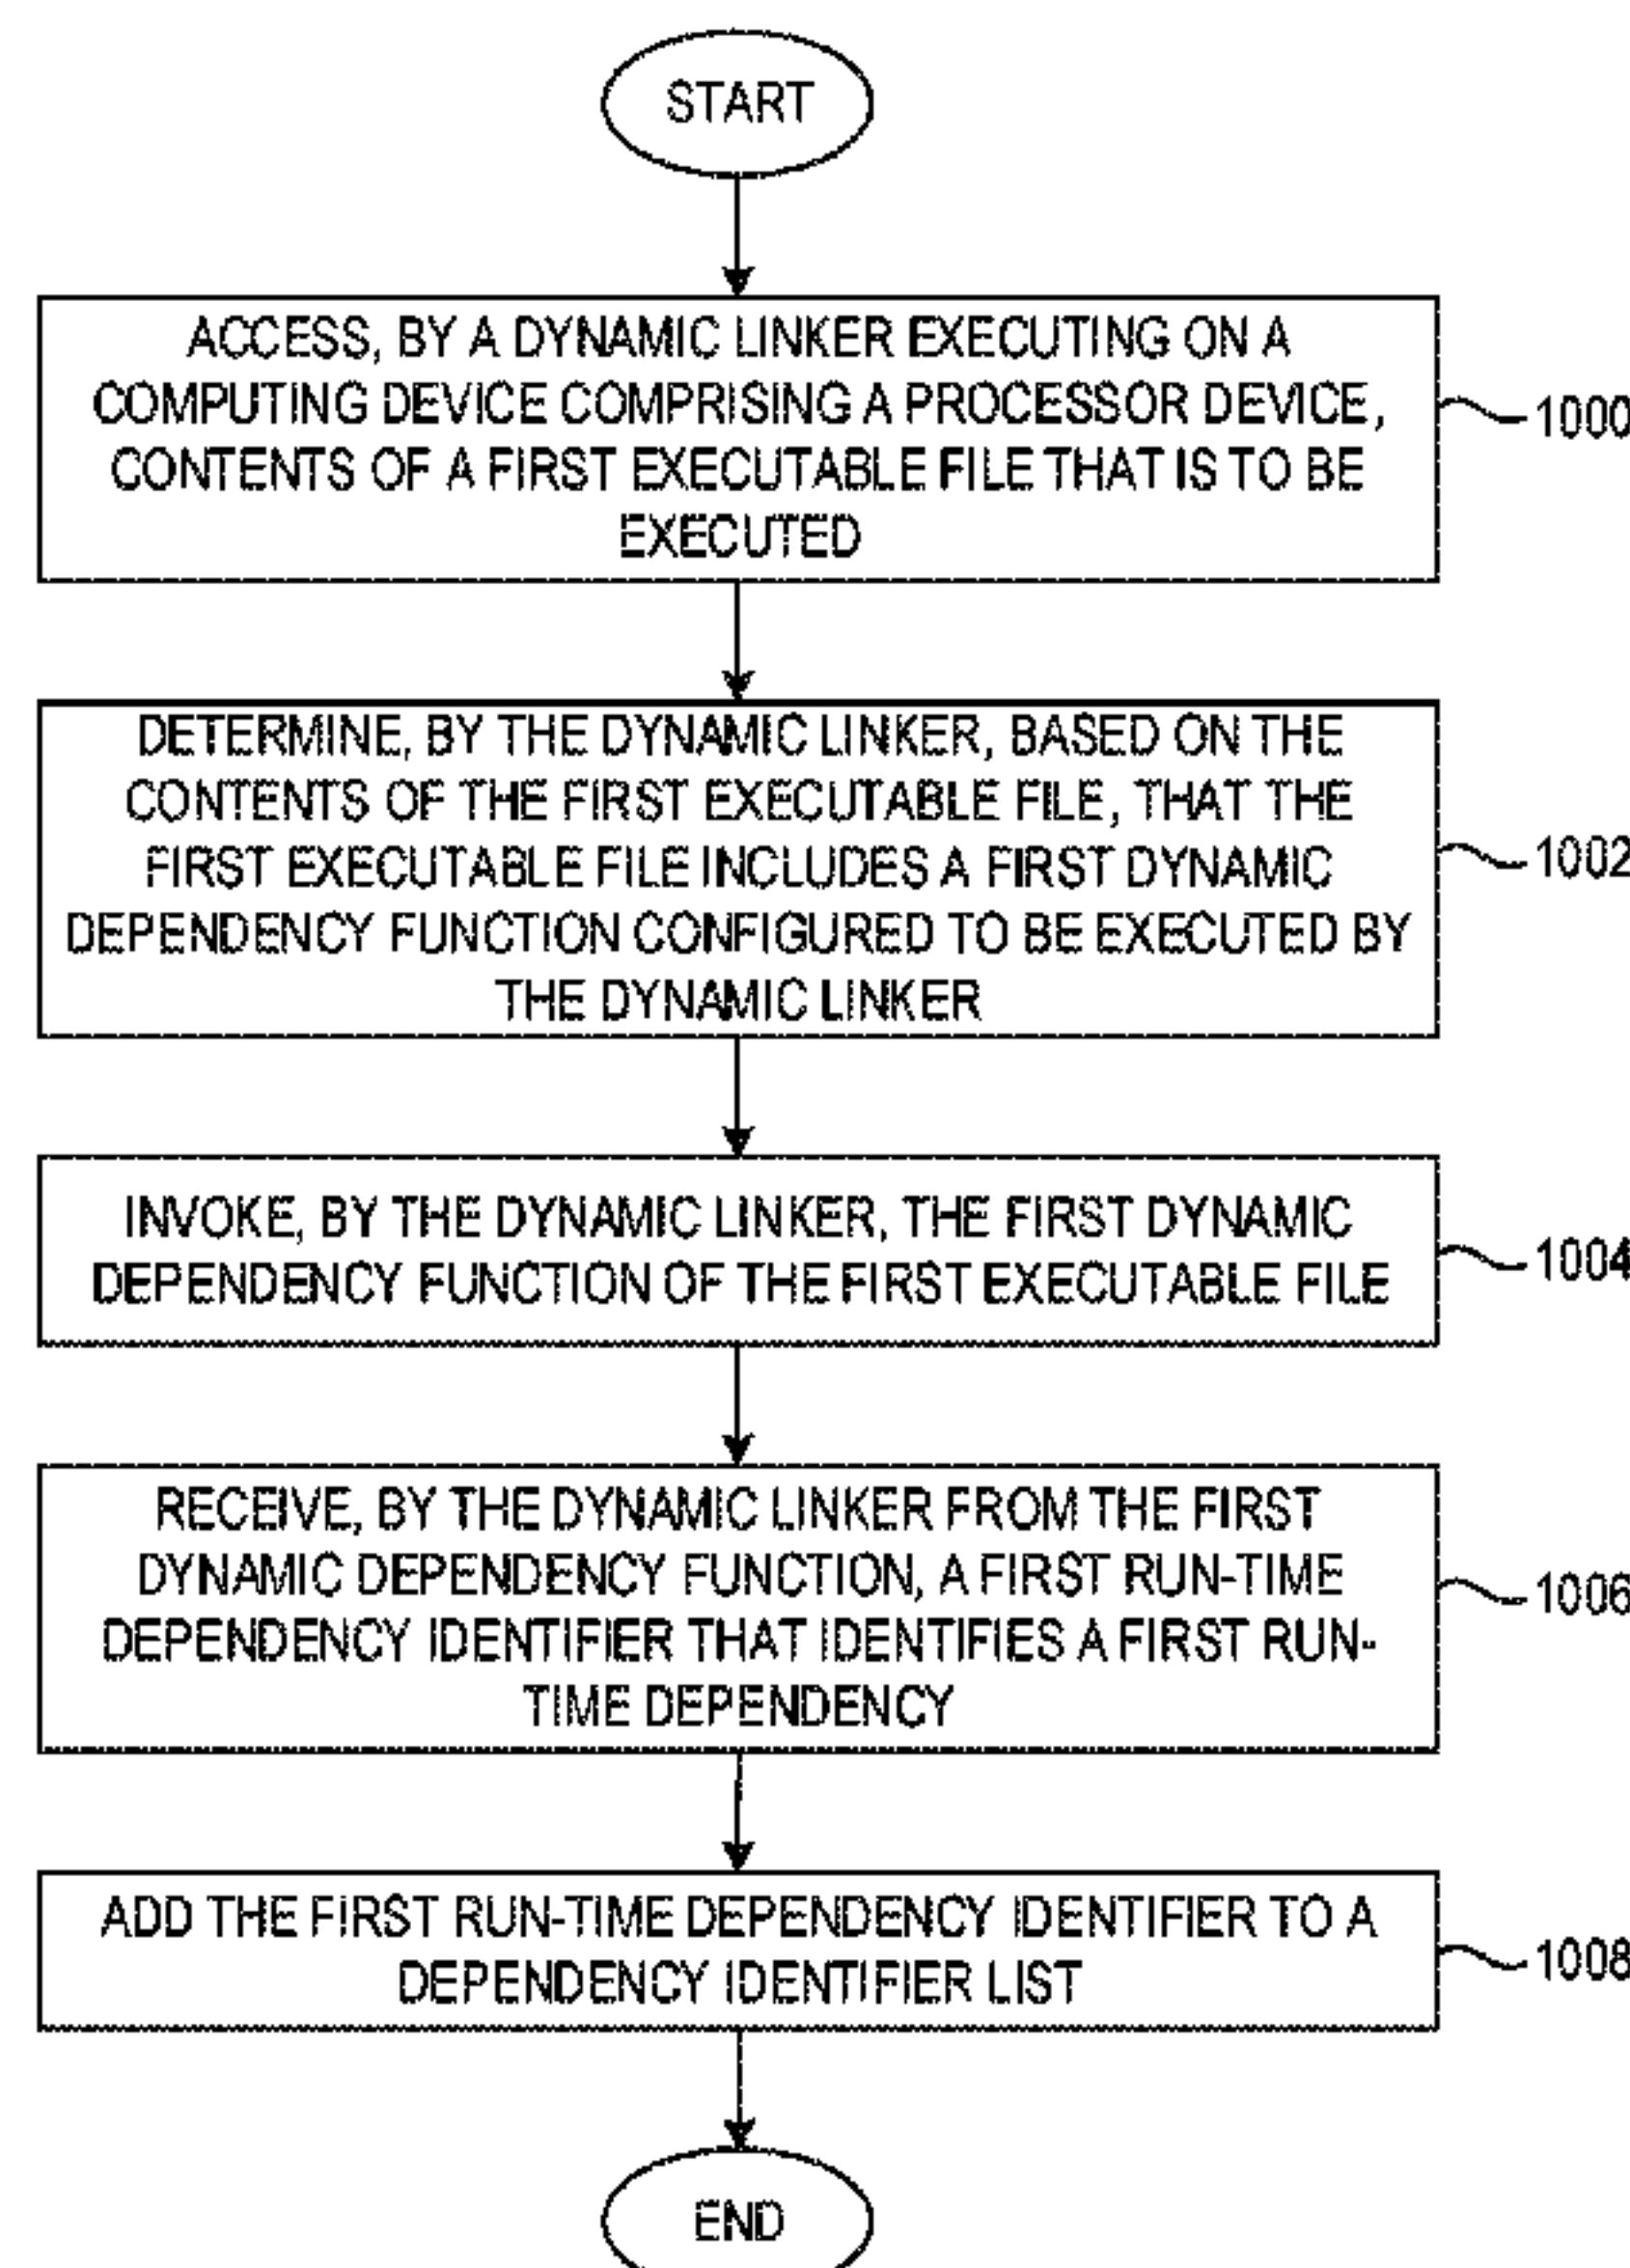 START
ACCESS, BY A DYNAMIC LINKER EXECUTING ON A
COMPUTING DEVICE COMPRISING A PROCESSOR DEVICE,
CONTENTS OF A FIRST EXECUTABLE FILE THAT IS TO BE
EXECUTED
1000
DETERMINE, BY THE DYNAMIC LINKER, BASED ON THE
CONTENTS OF THE FIRST EXECUTABLE FILE, THAT THE
FIRST EXECUTABLE FILE INCLUDES A FIRST DYNAMIC
DEPENDENCY FUNCTION CONFIGURED TO BE EXECUTED BY
THE DYNAMIC LINKER
1002
INVOKE, BY THE DYNAMIC LINKER, THE FIRST DYNAMIC
DEPENDENCY FUNCTION OF THE FIRST EXECUTABLE FILE
1004
RECEIVE, BY THE DYNAMIC LINKER FROM THE FIRST
DYNAMIC DEPENDENCY FUNCTION, A FIRST RUN-TIME
DEPENDENCY IDENTIFIER THAT IDENTIFIES A FIRST RUN-
TIME DEPENDENCY
1006
ADD THE FIRST RUN-TIME DEPENDENCY IDENTIFIER TO A
DEPENDENCY IDENTIFIER LIST
1008
END